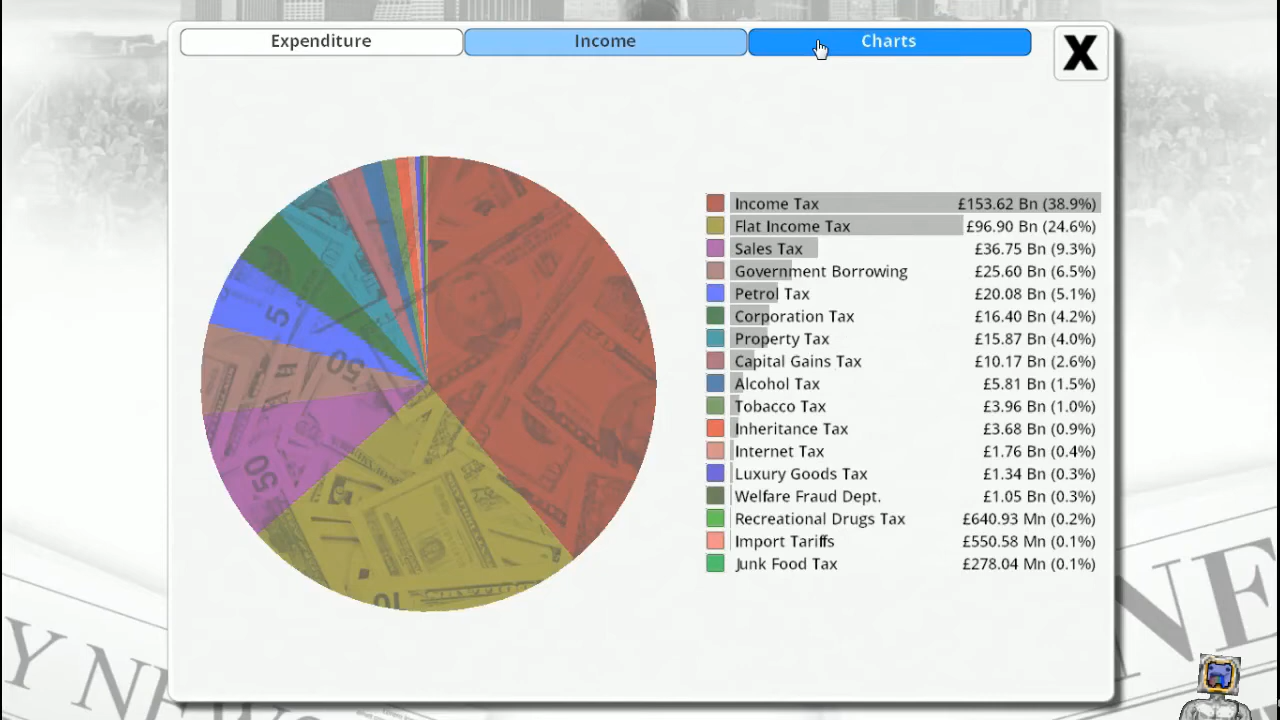 Expenditure
Income
Charts
X
Income Tax £153.62 Bn (38.9%)
Flat Income Tax £96.90 Bn (24.6%)
Sales Tax £36.75 Bn (9.3%)
Government Borrowing £25.60 Bn (6.5%)
Petrol Tax £20.08 Bn (5.1%)
Corporation Tax £16.40 Bn (4.2%)
Property Tax £15.87 Bn (4.0%)
Capital Gains Tax £10.17 Bn (2.6%)
Alcohol Tax £5.81 Bn (1.5%)
Tobacco Tax £3.96 Bn (1.0%)
Inheritance Tax £3.68 Bn (0.9%)
Internet Tax £1.76 Bn (0.4%)
Luxury Goods Tax £1.34 Bn (0.3%)
Welfare Fraud Dept. £1.05 Bn (0.3%)
Recreational Drugs Tax £640.93 Mn (0.2%)
Import Tariffs £550.58 Mn (0.1%)
Junk Food Tax £278.04 Mn (0.1%)
5
50
50
10
Y NEWS
NE